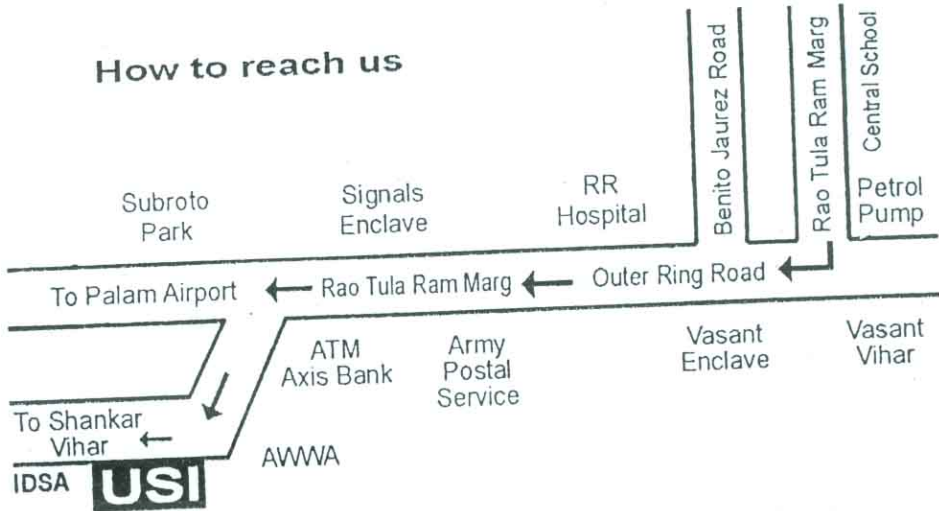 How to reach us
Benito Jaurez Road
Rao Tula Ram Marg
Central School
Subroto
Park
Signals
Enclave
RR
Hospital
Petrol
Pump
To Palam Airport
Rao Tula Ram Marg
Outer Ring Road
ATM
Axis Bank
Army
Postal
Service
Vasant
Enclave
Vasant
Vihar
To Shankar
Vihar
AWWA
IDSA
USI